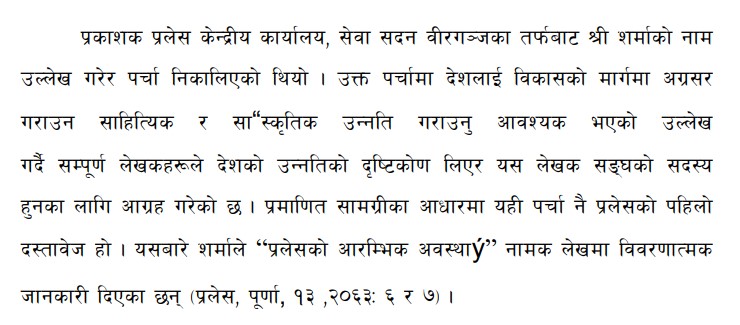 प्रकाशक प्रलेस केन्द्रीय कार्यालय, सेवा सदन वीरगञ्जका तर्फबाट श्री शर्माको नाम
उल्लेख गरेर पर्चा निकालिएको थियो । उक्त पर्चामा देशलाई विकासको मार्गमा अग्रसर
गराउन साहित्यिक र सा“स्कृतिक उन्नति गराउनु आवश्यक भएको उल्लेख
गर्दै सम्पूर्ण लेखकहरूले देशको उन्नतिको दृष्टिकोण लिएर यस लेखक सङ्घको सदस्य
हुनका लागि आग्रह गरेको छ । प्रमाणित सामग्रीका आधारमा यही पर्चा नै प्रलेसको पहिलो
दस्तावेज हो । यसबारे शर्माले “प्रलेसको आरम्भिक अवस्थाý” नामक लेखमा विवरणात्मक
जानकारी दिएका छन् (प्रलेस, पूर्णा, १३ ,२०६३: ६ र ७) ।